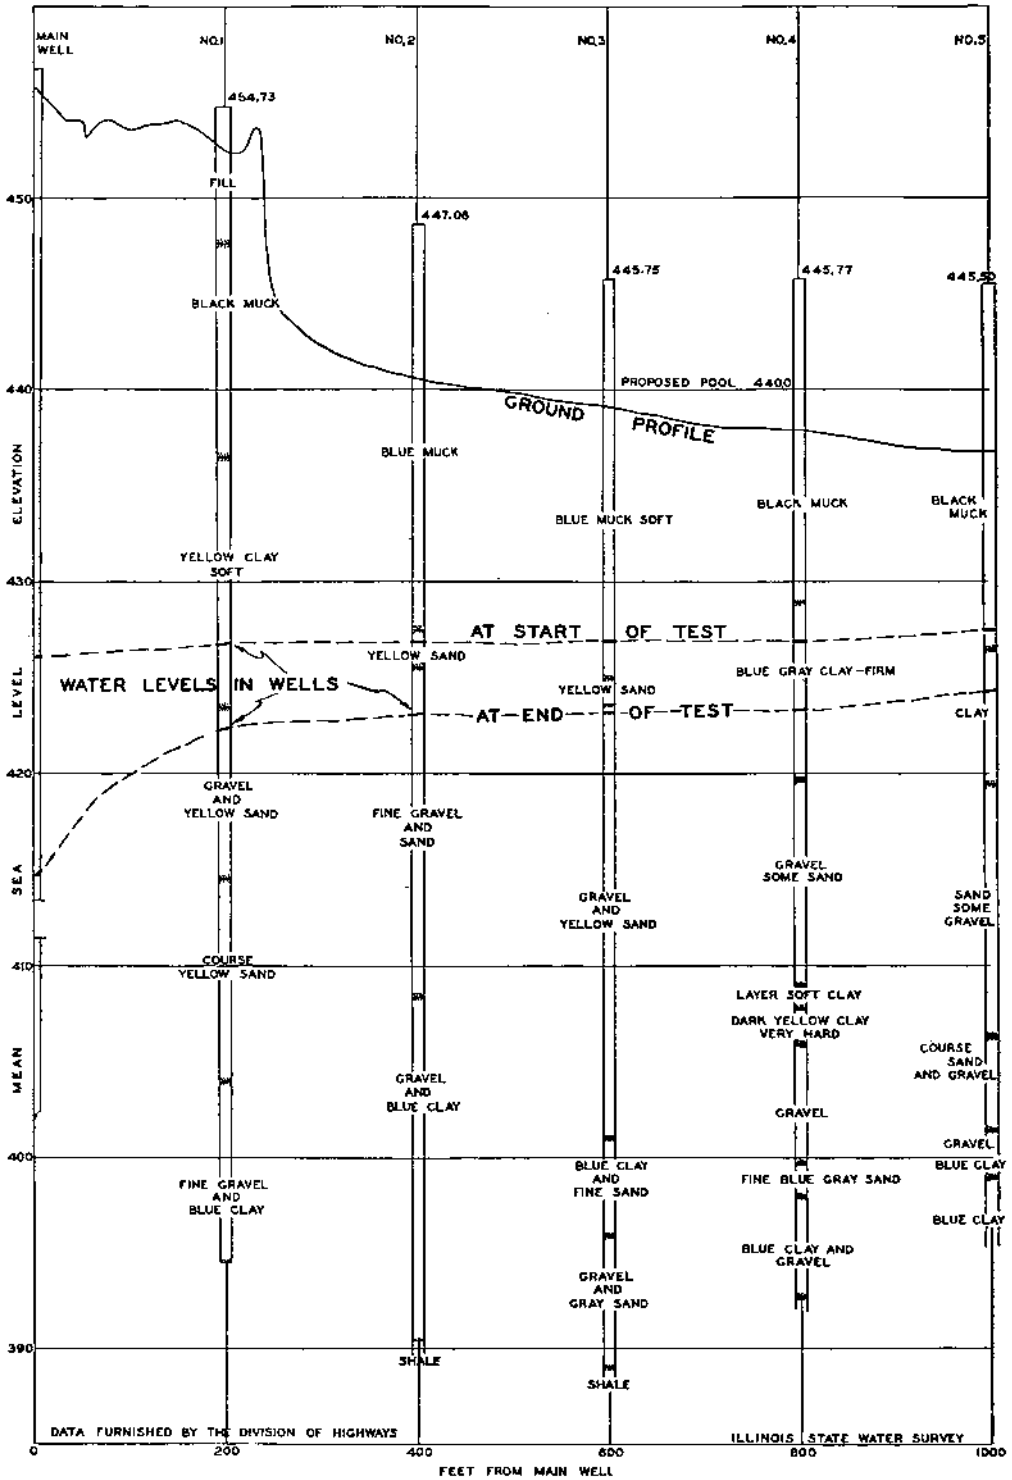 MAIN
WELL
NO.1
NO.2
NO.3
NO.4
NO.5
454.73
FILL
450
447.08
445.75
445.77
445.50
BLACK MUCK
440
PROPOSED POOL 440.0
GROUND PROFILE
BLUE MUCK
BLACK MUCK
BLACK
MUCK
BLUE MUCK SOFT
YELLOW CLAY
SOFT
430
AT START OF TEST
YELLOW SAND
BLUE GRAY CLAY-FIRM
WATER LEVELS IN WELLS
YELLOW SAND
AT END OF TEST
CLAY
420
GRAVEL
AND
YELLOW SAND
FINE GRAVEL
AND
SAND
GRAVEL
SOME SAND
GRAVEL
AND
YELLOW SAND
SAND
SOME
GRAVEL
COURSE
YELLOW SAND
410
LAYER SOFT CLAY
DARK YELLOW CLAY
VERY HARD
COURSE
SAND
AND GRAVEL
GRAVEL
AND
BLUE CLAY
GRAVEL
GRAVEL
400
BLUE CLAY
AND
FINE SAND
BLUE CLAY
FINE BLUE GRAY SAND
FINE GRAVEL
AND
BLUE CLAY
BLUE CLAY
BLUE CLAY AND
GRAVEL
GRAVEL
AND
GRAY SAND
390
SHALE
SHALE
MEAN SEA LEVEL ELEVATION
DATA FURNISHED BY THE DIVISION OF HIGHWAYS
ILLINOIS STATE WATER SURVEY
0 200 400 600 800 1000
FEET FROM MAIN WELL